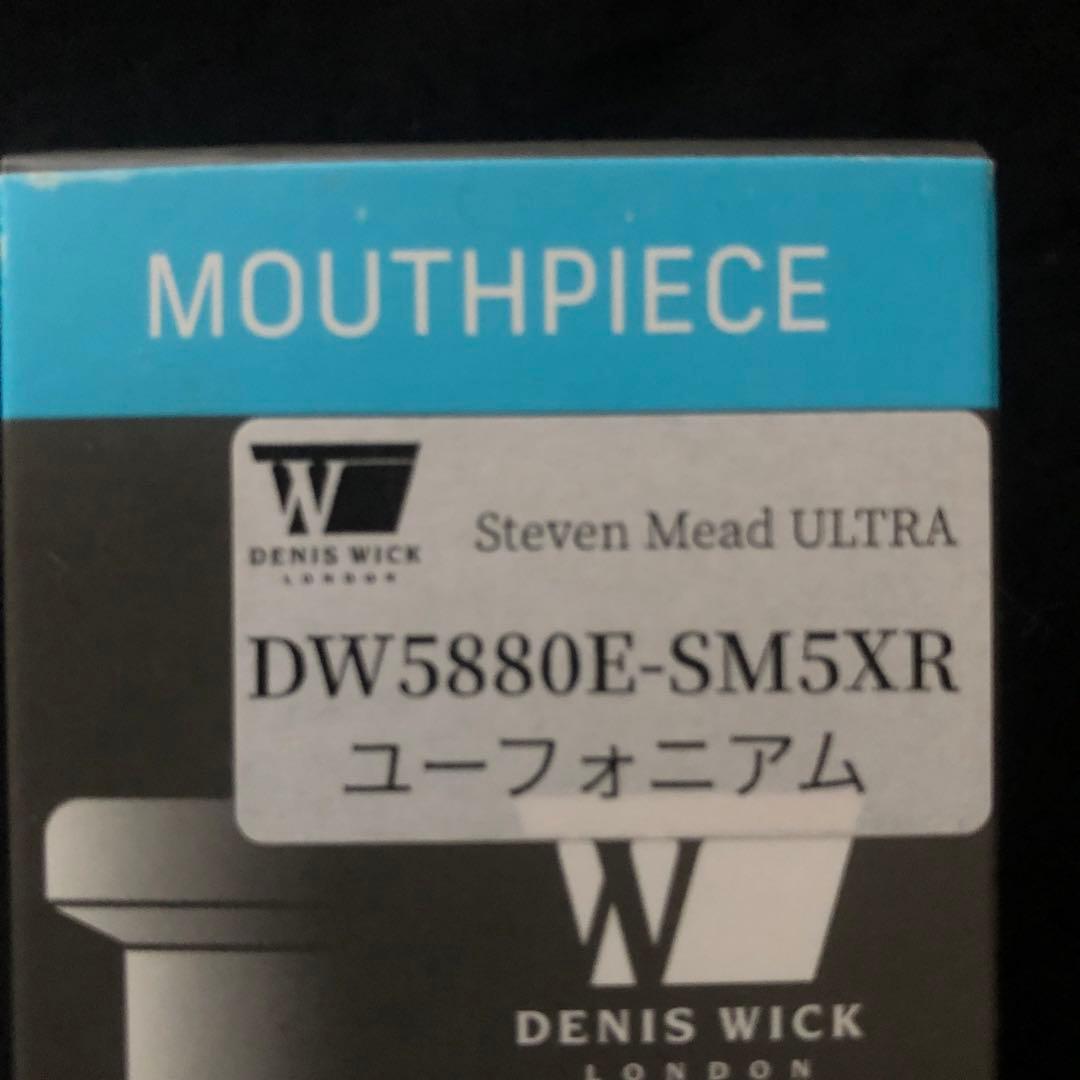 MOUTHPIECE
W
DENIS WICK
LONDON
Steven Mead ULTRA
DW5880E-SM5XR
ユーフォニアム
W
DENIS WICK
LONDON